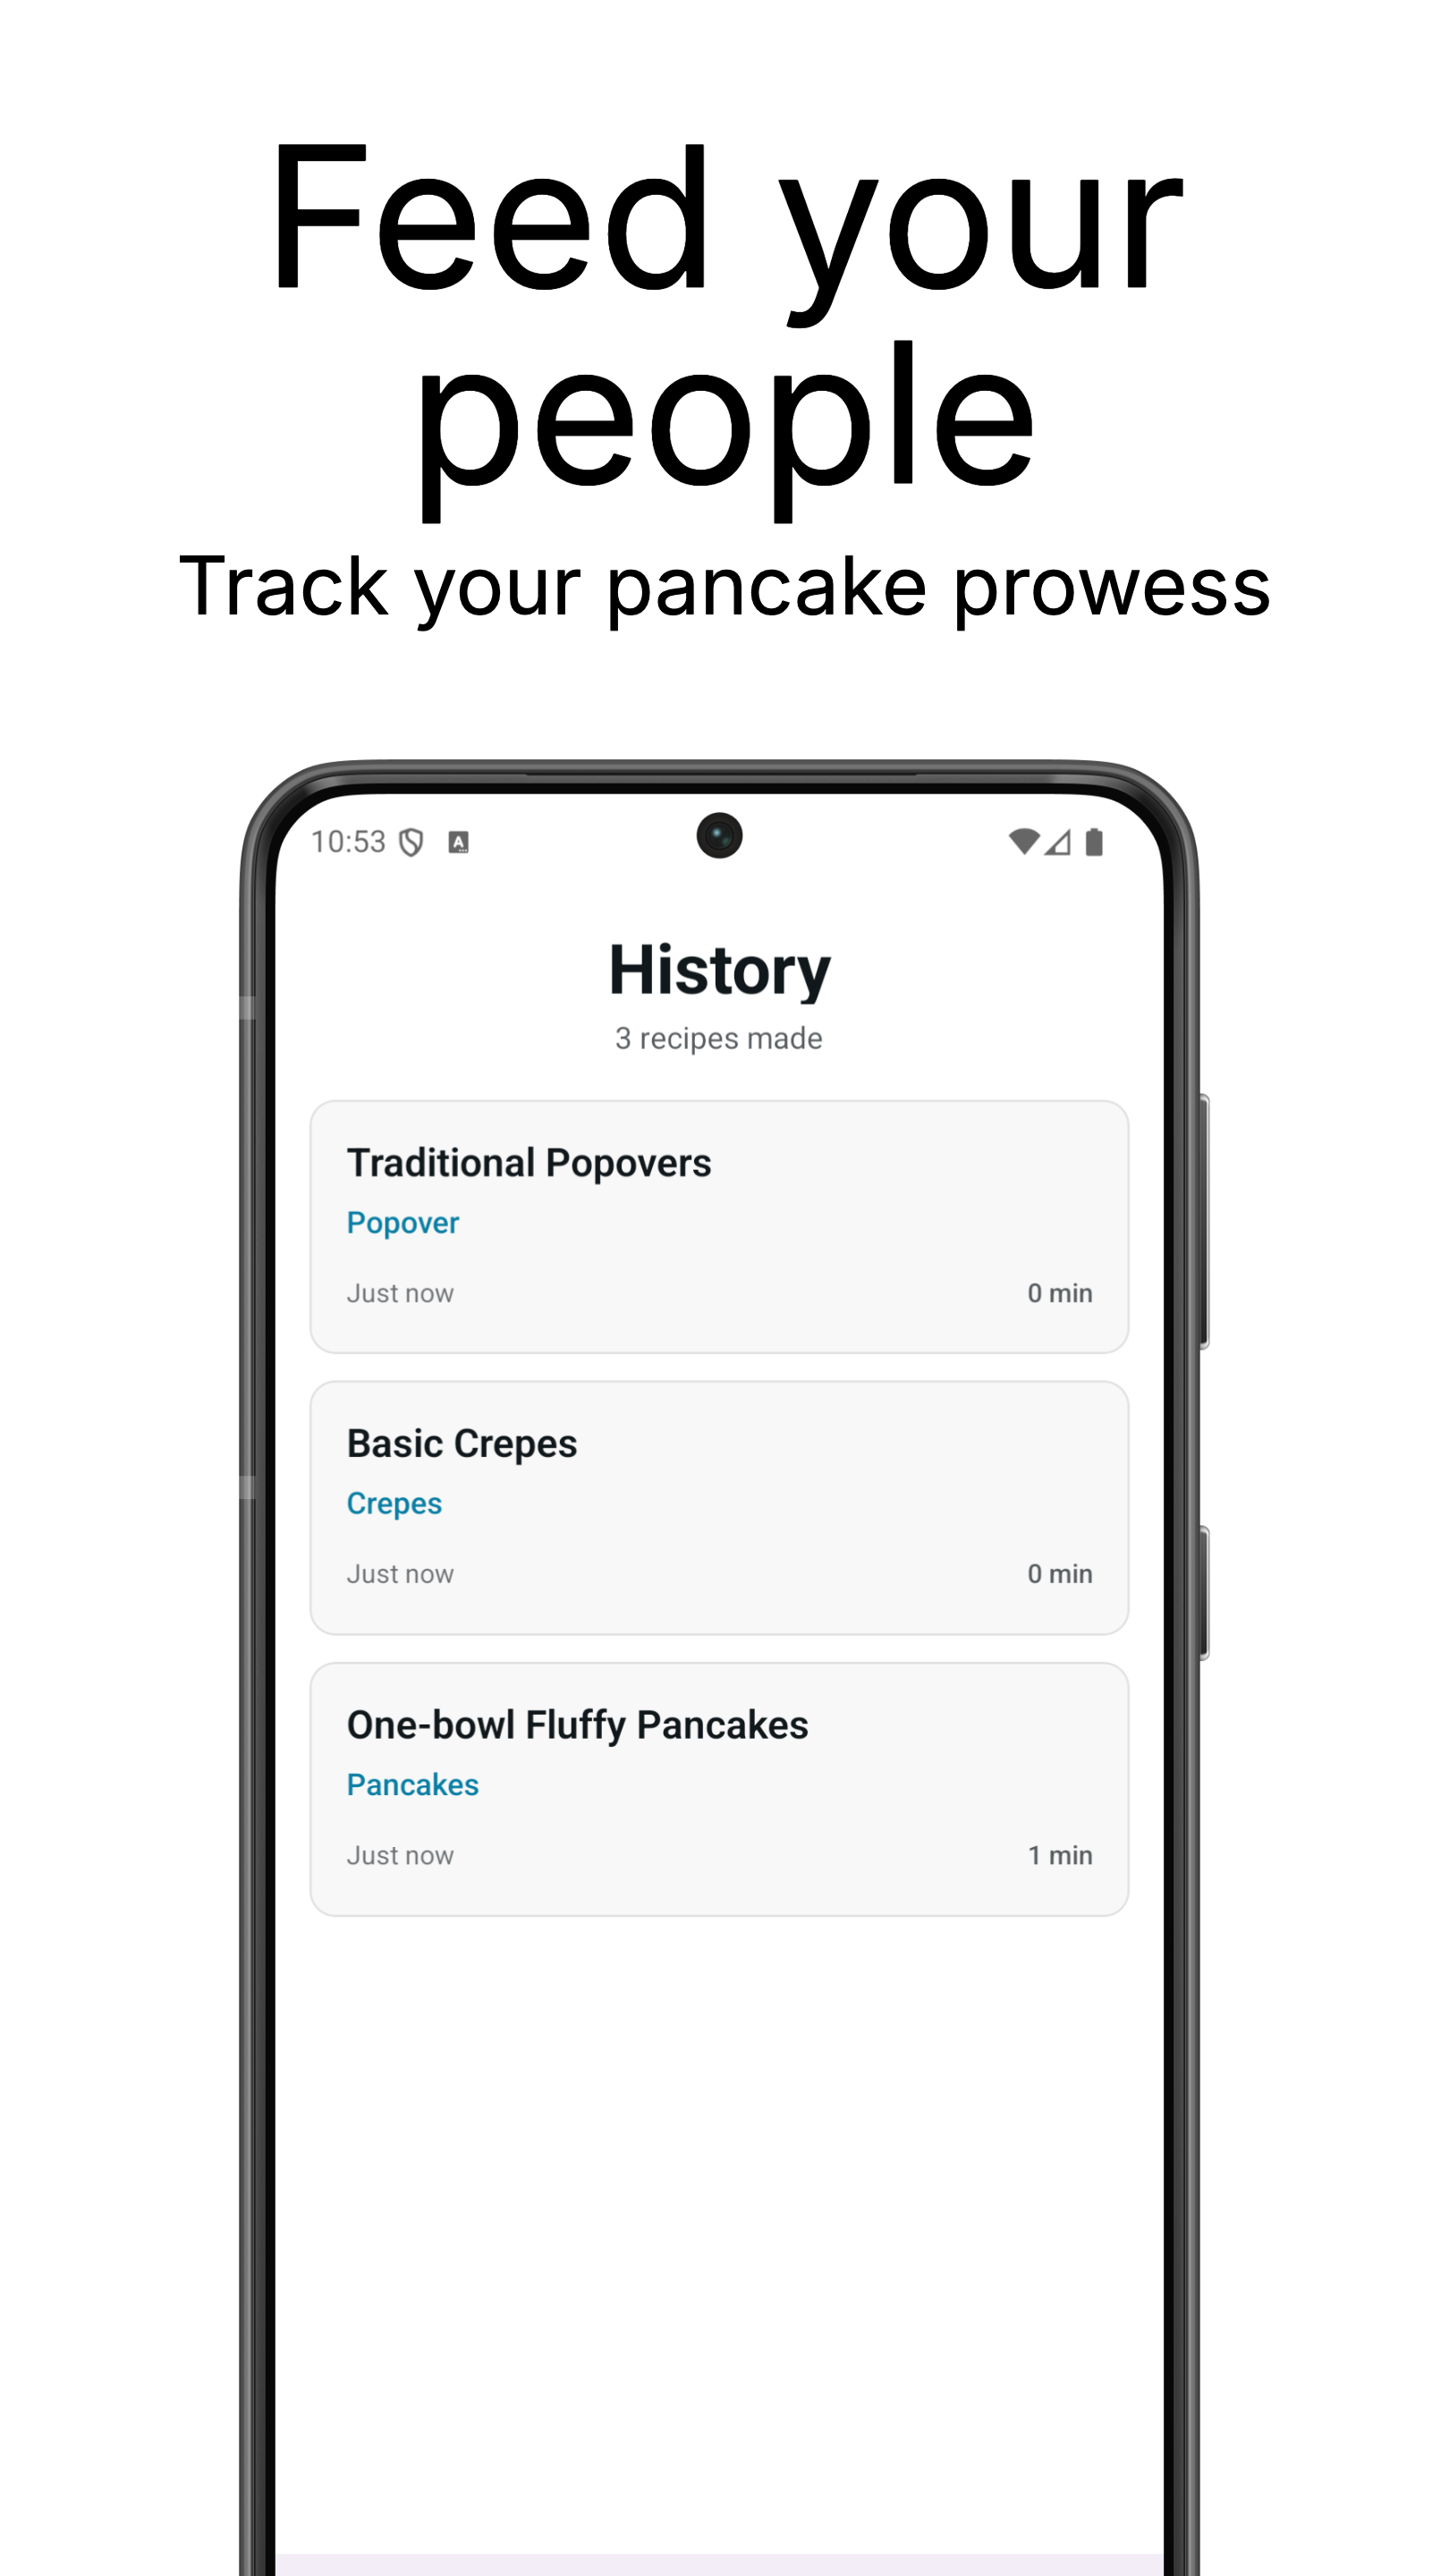 Feed your
people
Track your pancake prowess
10:53
A
History
3 recipes made
Traditional Popovers
Popover
Just now
0 min
Basic Crepes
Crepes
Just now
0 min
One-bowl Fluffy Pancakes
Pancakes
Just now
1 min